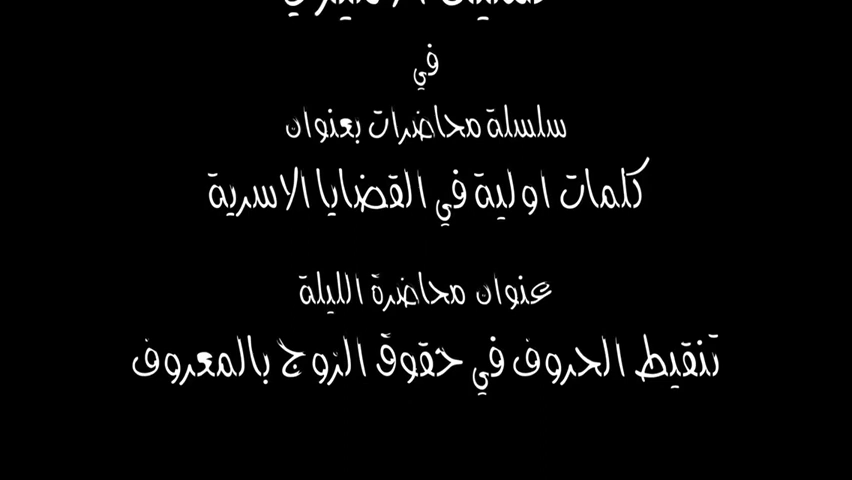 في
سلسلة محاضرات بعنوان
كلمات اولية في القضايا الاسرية
عنوان محاضرة الليلة
تنقيط الحروف في حقوق الزوج بالمعروف